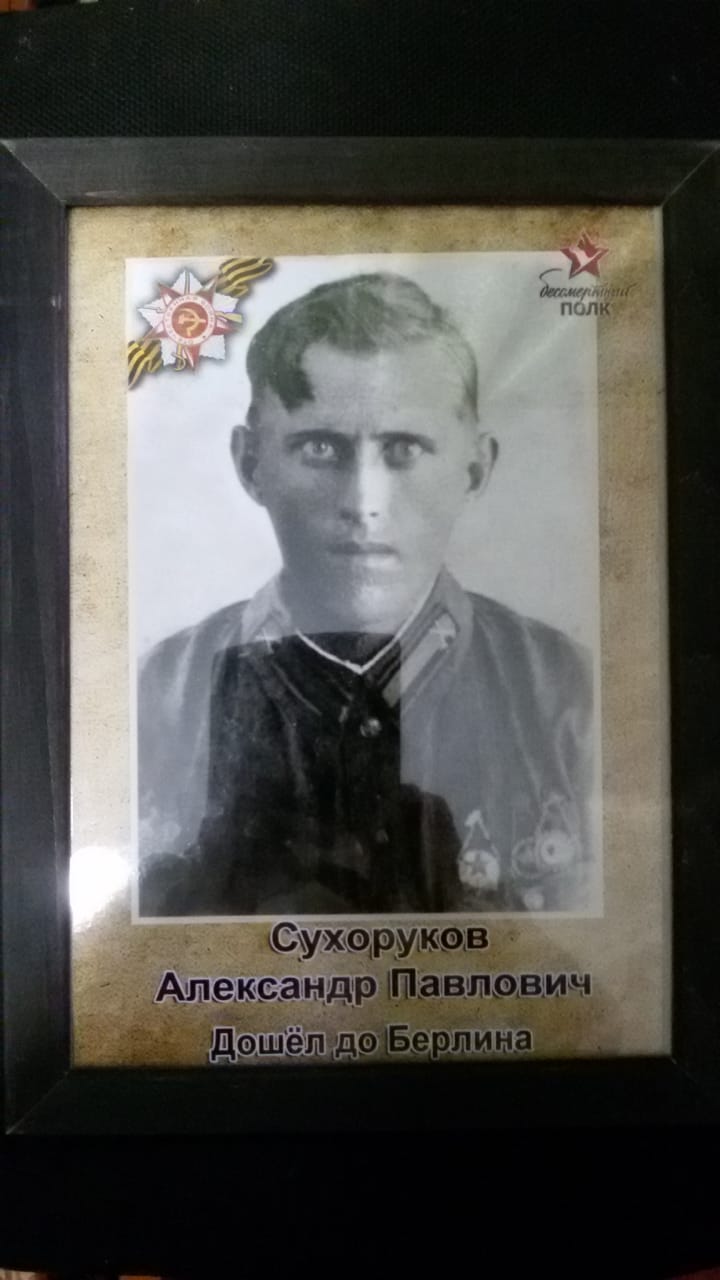 бессмертный
ПОЛК
Сухоруков
Александр Павлович
Дошёл до Берлина